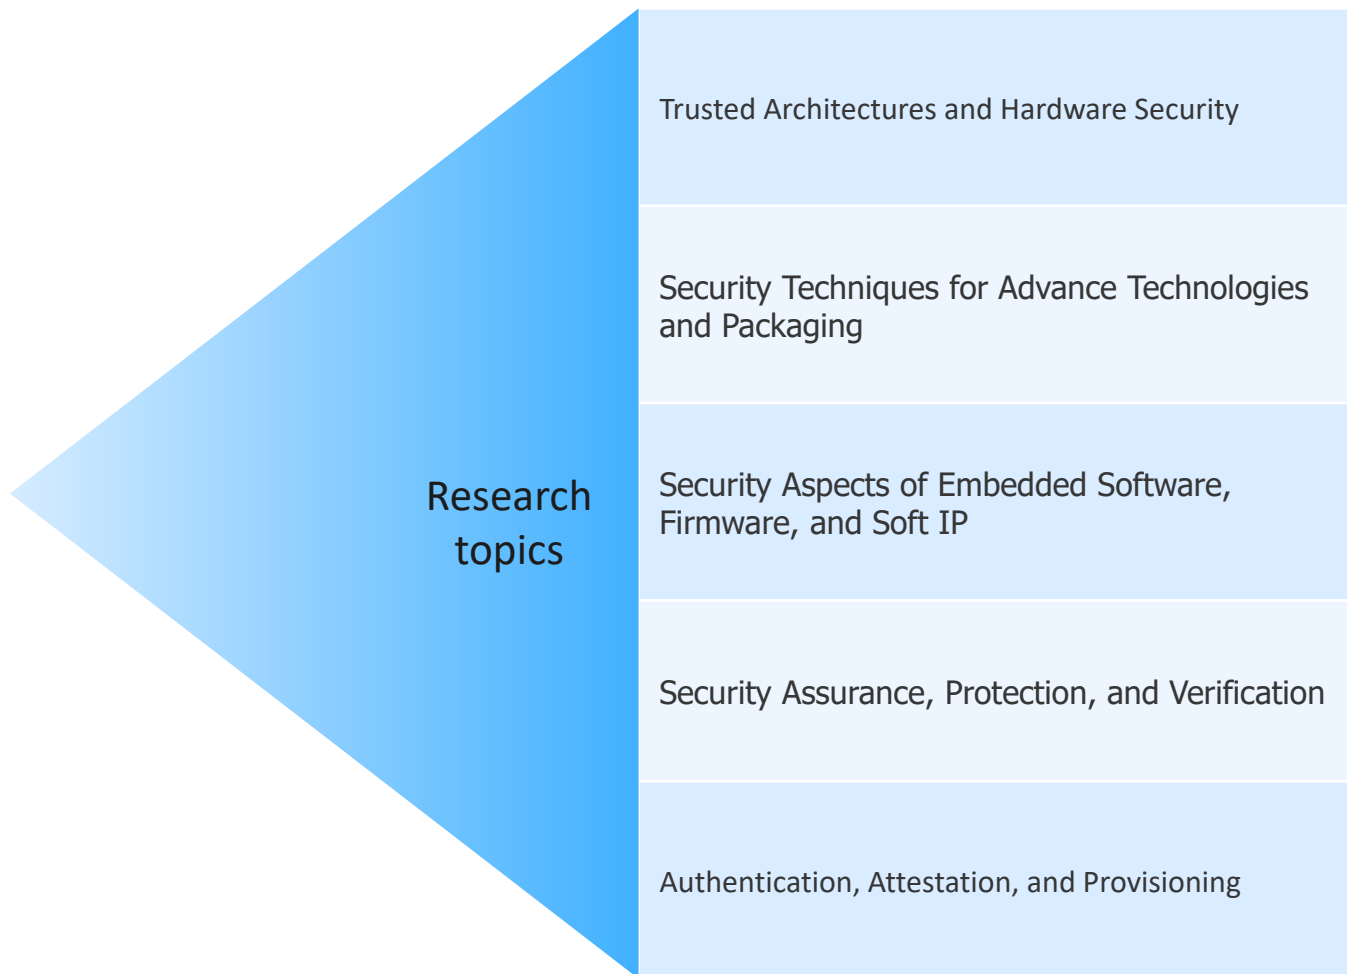 Research
topics
Trusted Architectures and Hardware Security
Security Techniques for Advance Technologies
and Packaging
Security Aspects of Embedded Software,
Firmware, and Soft IP
Security Assurance, Protection, and Verification
Authentication, Attestation, and Provisioning